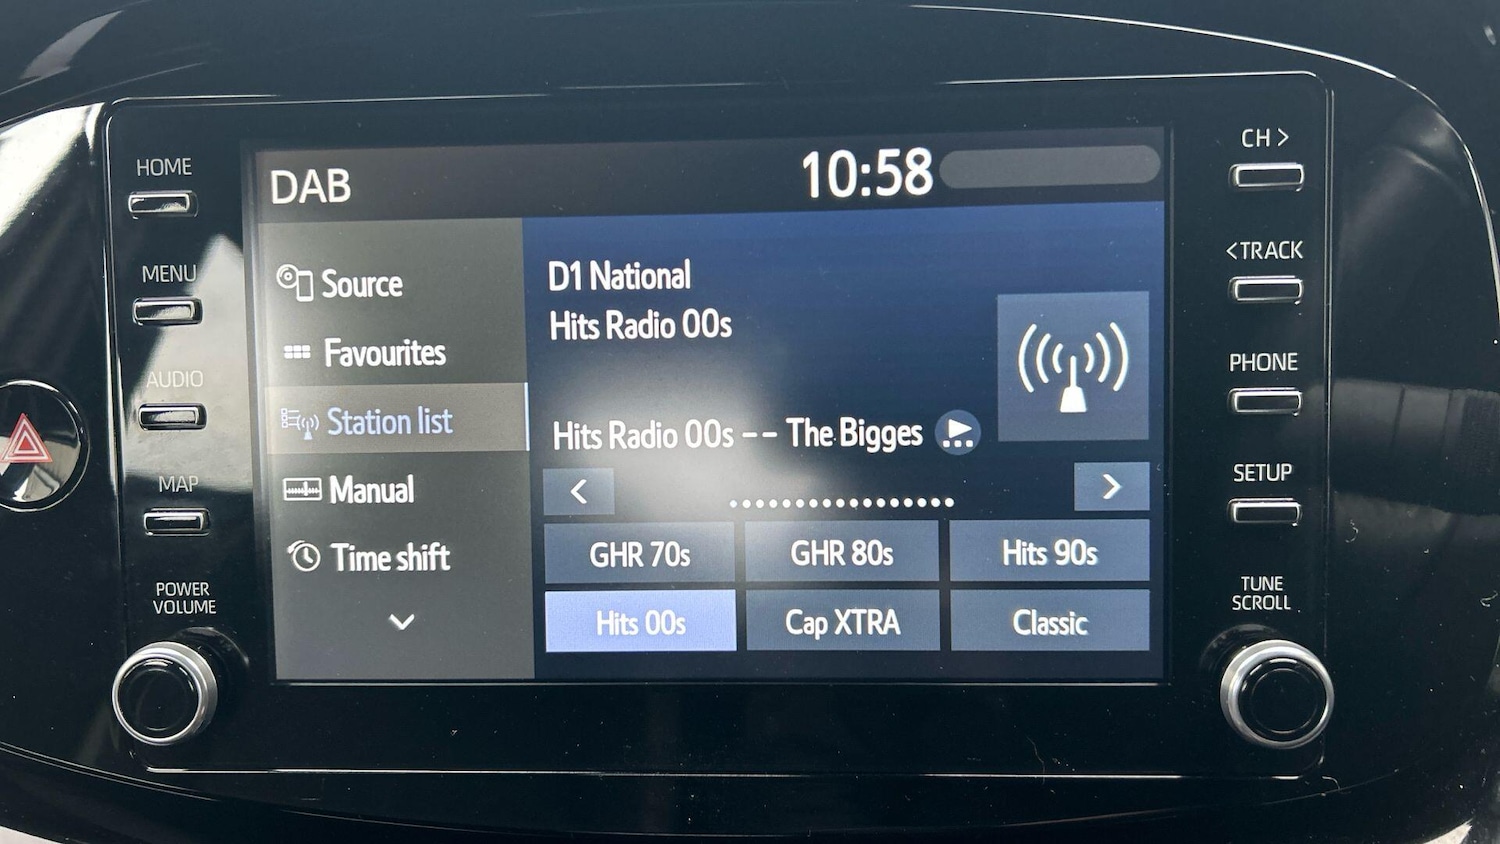 HOME
MENU
AUDIO
MAP
POWER
VOLUME
DAB
10:58
Source
Favourites
Station list
Manual
Time shift
D1 National
Hits Radio 00s
Hits Radio 00s -- The Bigges
<
>
GHR 70s
GHR 80s
Hits 90s
Hits 00s
Cap XTRA
Classic
CH >
< TRACK
PHONE
SETUP
TUNE
SCROLL